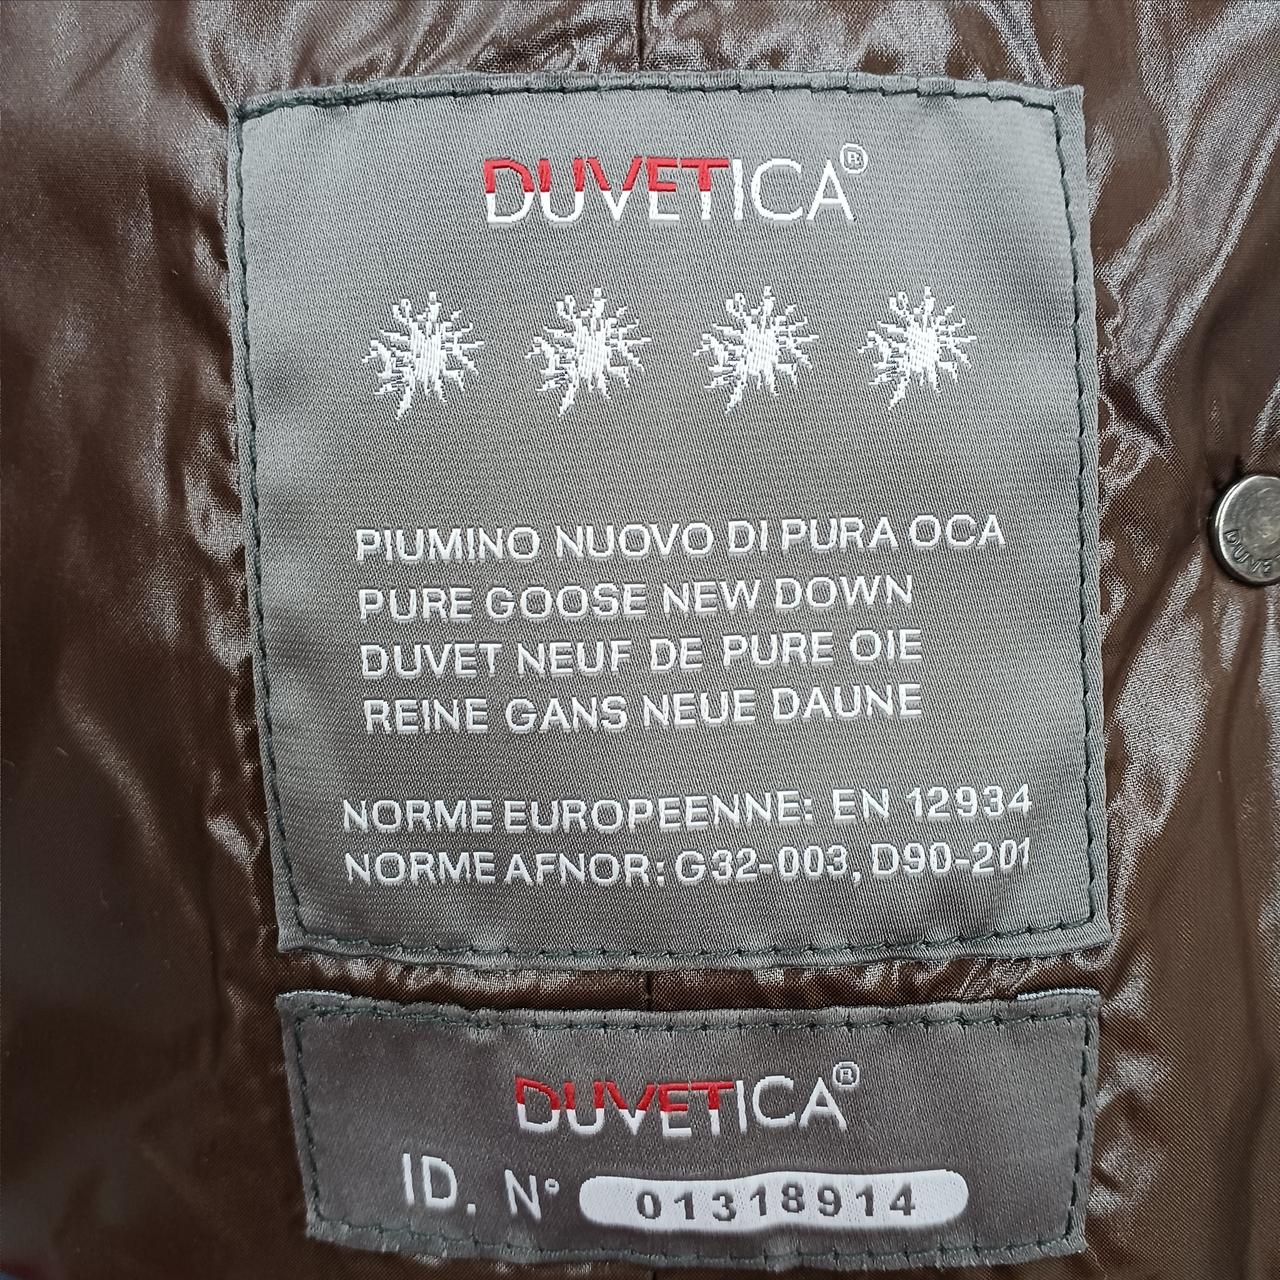 DUVETICA®
PIUMINO NUOVO DI PURA OCA
PURE GOOSE NEW DOWN
DUVET NEUF DE PURE OIE
REINE GANS NEUE DAUNE
NORME EUROPEENNE: EN 12934
NORME AFNOR: G32-003, D90-201
DUVE
DUVETICA®
ID. N° 01318914